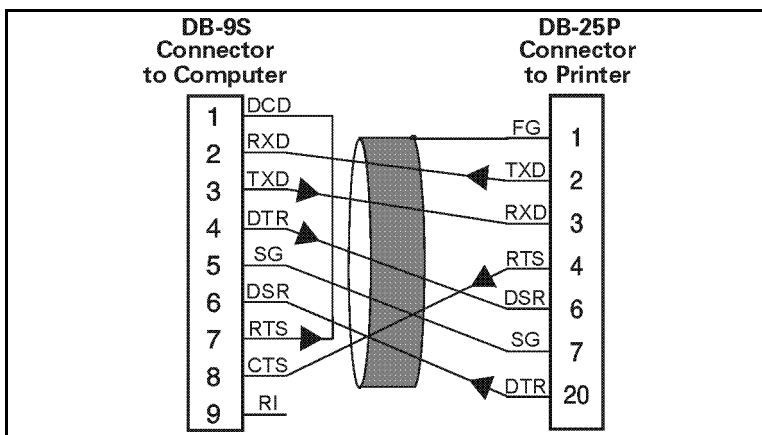 DB-9S
Connector
to Computer
DB-25P
Connector
to Printer
1 DCD
2 RXD
3 TXD
4 DTR
5 SG
6 DSR
7 RTS
8 CTS
9 RI
FG 1
TXD 2
RXD 3
RTS 4
DSR 6
SG 7
DTR 20